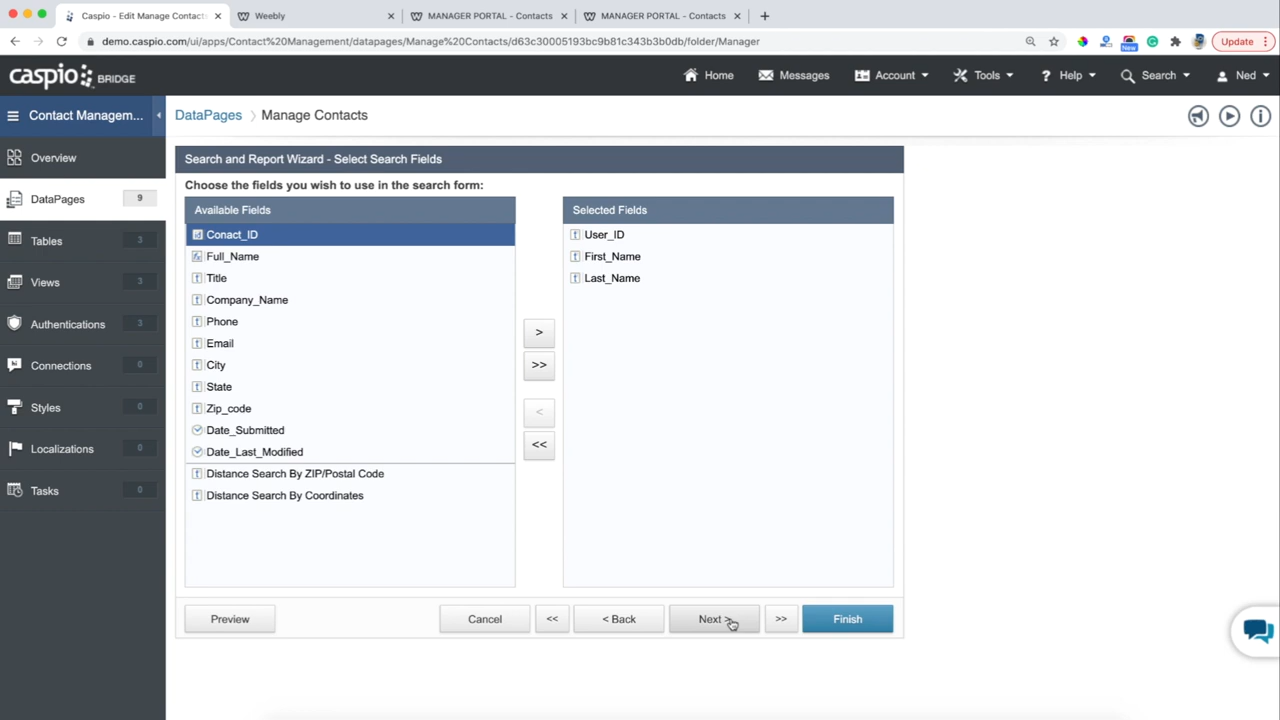 Caspio - Edit Manage Contacts
Weebly
MANAGER PORTAL - Contacts
MANAGER PORTAL - Contacts
demo.caspio.com/ui/apps/Contact%20Management/datapages/Manage%20Contacts/d63c30005193bc9b81c343b3b0db/folder/Manager
New
Update
caspio BRIDGE
Home
Messages
Account
Tools
? Help
Search
Ned
Contact Managem...
DataPages > Manage Contacts
Overview
DataPages 9
Tables 3
Views 3
Authentications 3
Connections 0
Styles 0
Localizations 0
Tasks 0
Search and Report Wizard - Select Search Fields
Choose the fields you wish to use in the search form:
Available Fields
Conact_ID
Full_Name
Title
Company_Name
Phone
Email
City
State
Zip_code
Date_Submitted
Date_Last_Modified
Distance Search By ZIP/Postal Code
Distance Search By Coordinates
>
>>
<
<<
Selected Fields
User_ID
First_Name
Last_Name
Preview
Cancel
<<
< Back
Next >
>>
Finish